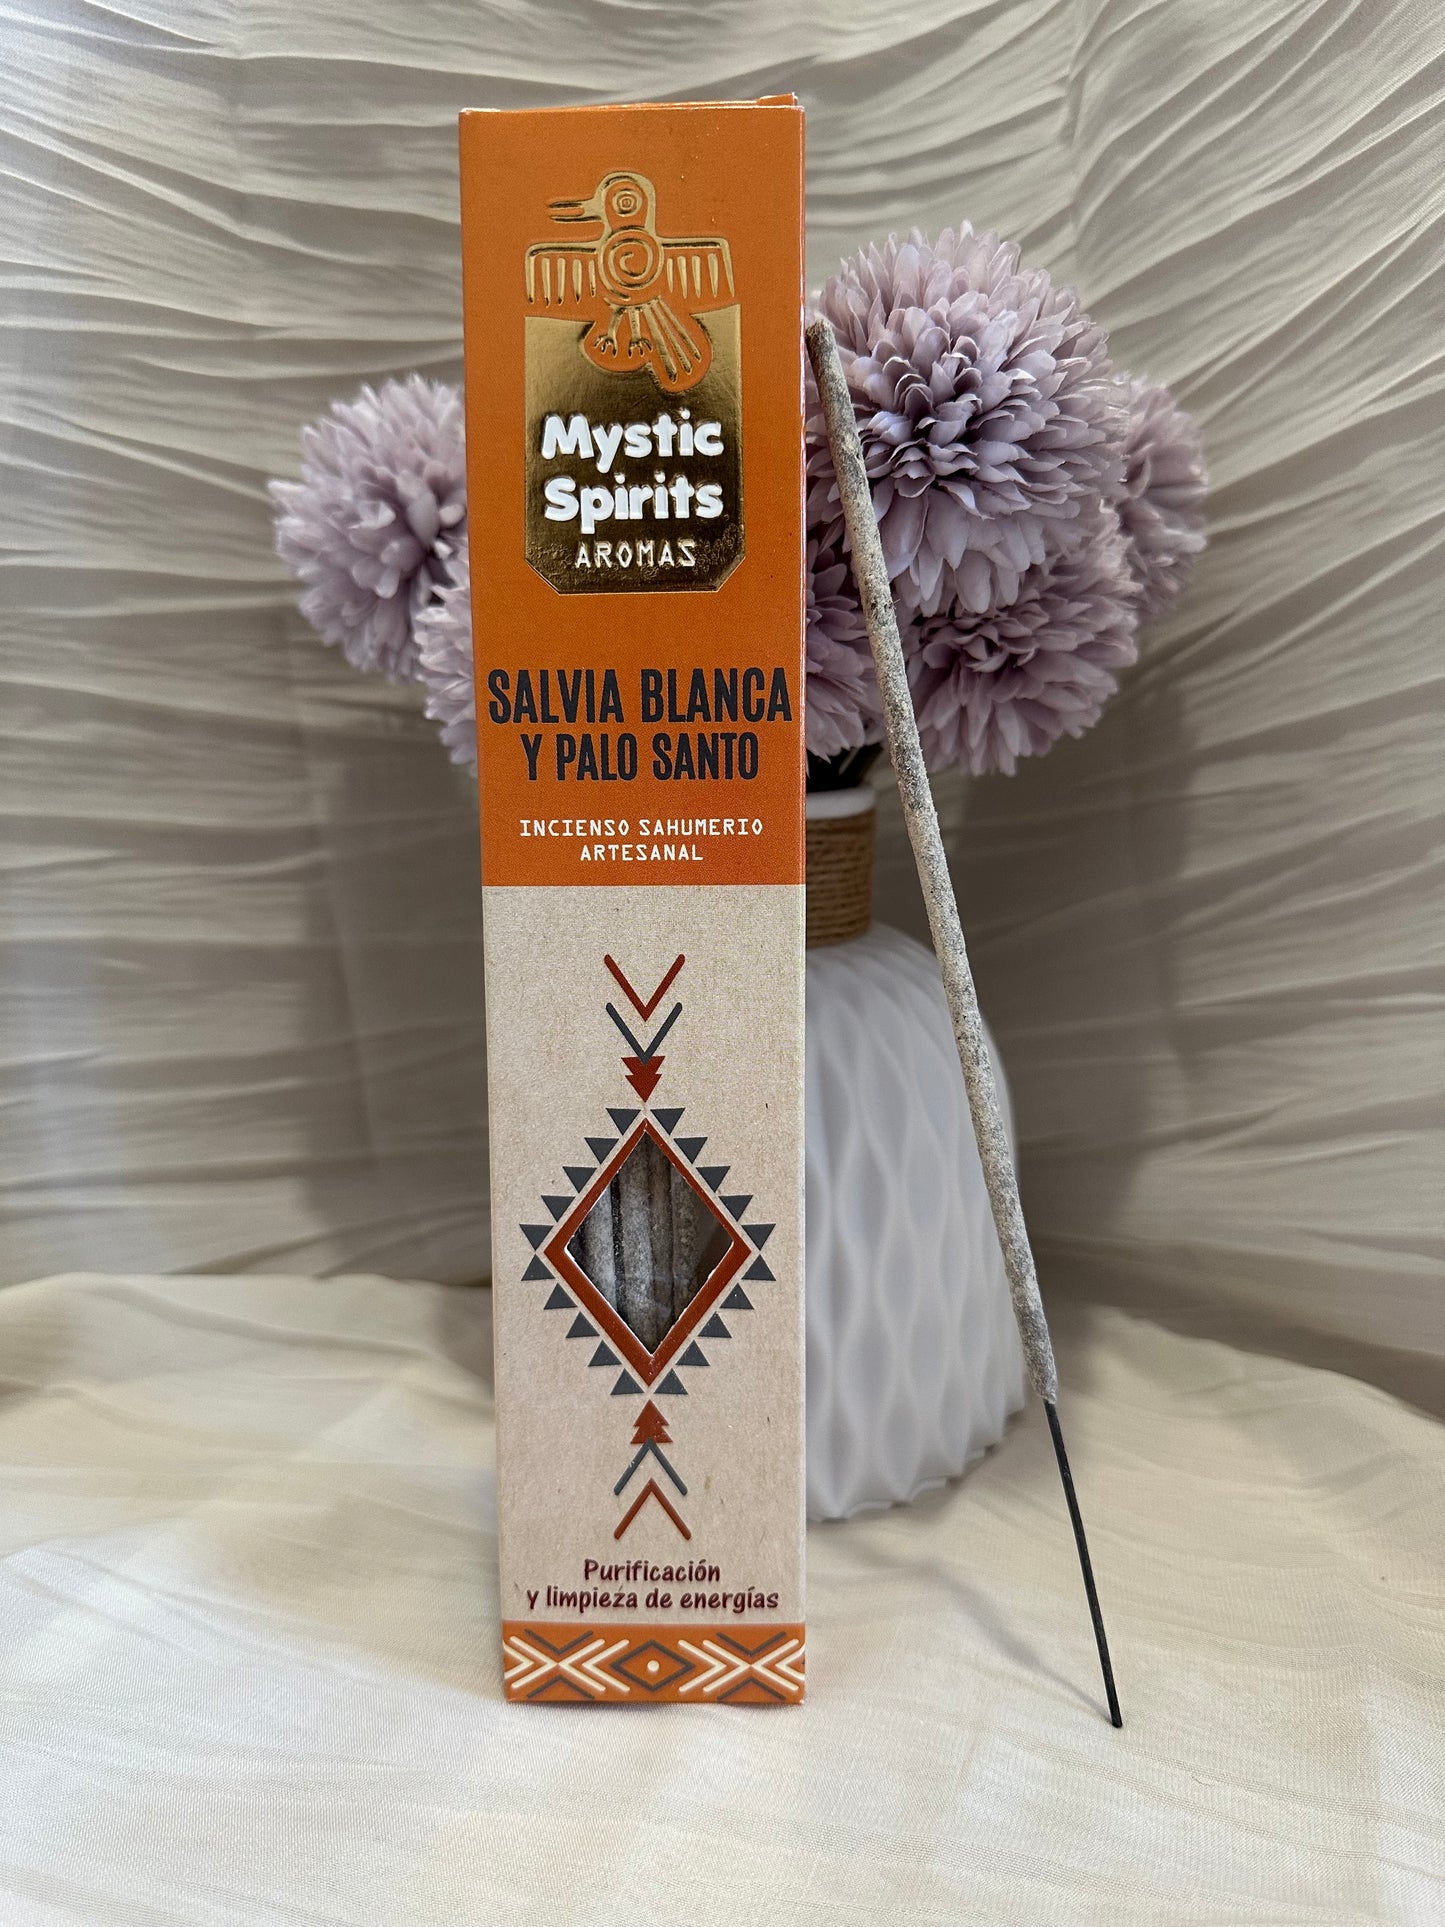 Mystic
Spirits
AROMAS
SALVIA BLANCA
Y PALO SANTO
INCIENSO SAHUMERIO
ARTESANAL
Purificación
y limpieza de energías